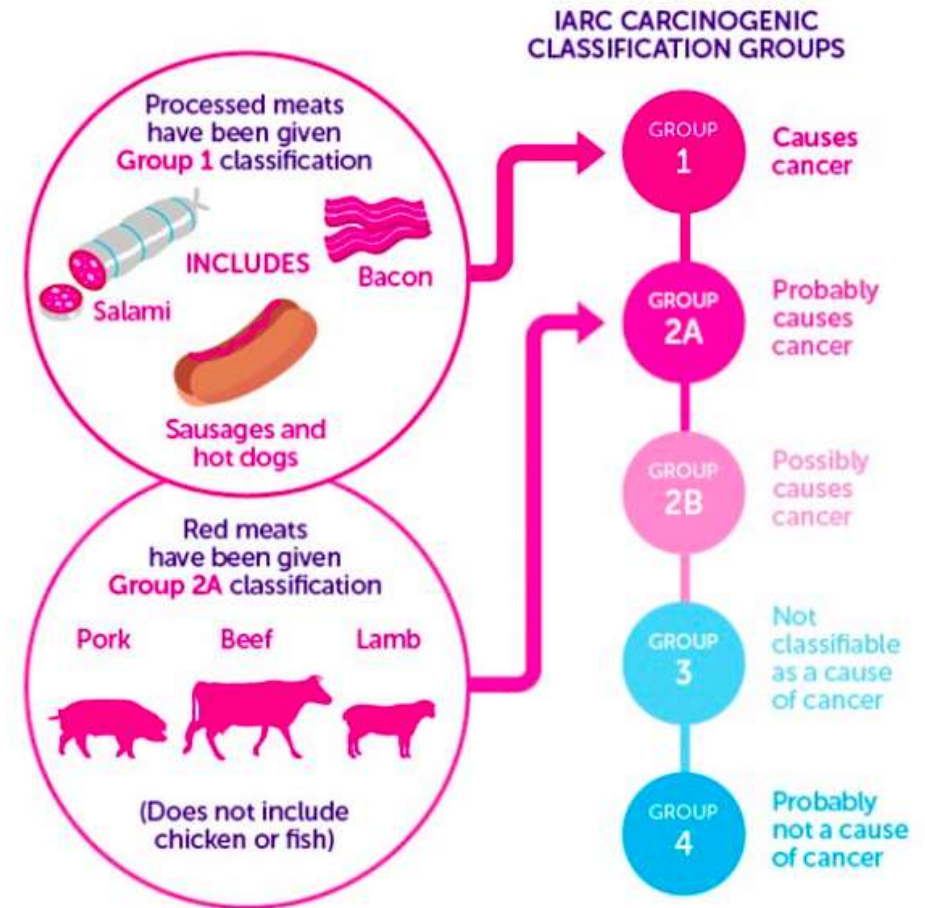 IARC CARCINOGENIC
CLASSIFICATION GROUPS
Processed meats
have been given
Group 1 classification
INCLUDES
Salami
Bacon
Sausages and
hot dogs
Red meats
have been given
Group 2A classification
Pork
Beef
Lamb
(Does not include
chicken or fish)
GROUP
1
Causes
cancer
GROUP
2A
Probably
causes
cancer
GROUP
2B
Possibly
causes
cancer
GROUP
3
Not
classifiable
as a cause
of cancer
GROUP
4
Probably
not a cause
of cancer